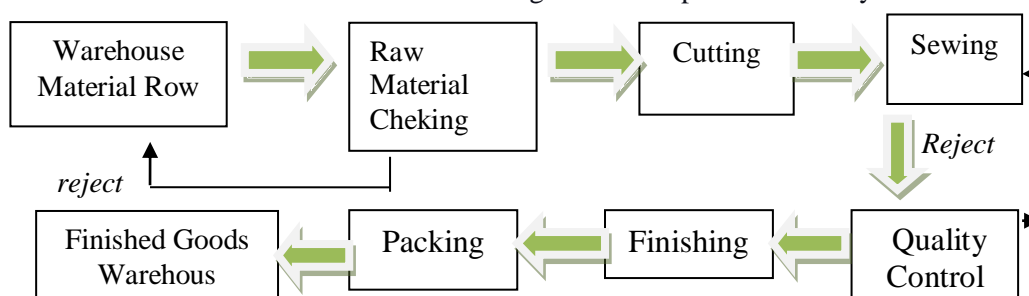 Warehouse
Material Row
Raw
Material
Cheking
Cutting
Sewing
reject
Reject
Finished Goods
Warehous
Packing
Finishing
Quality
Control